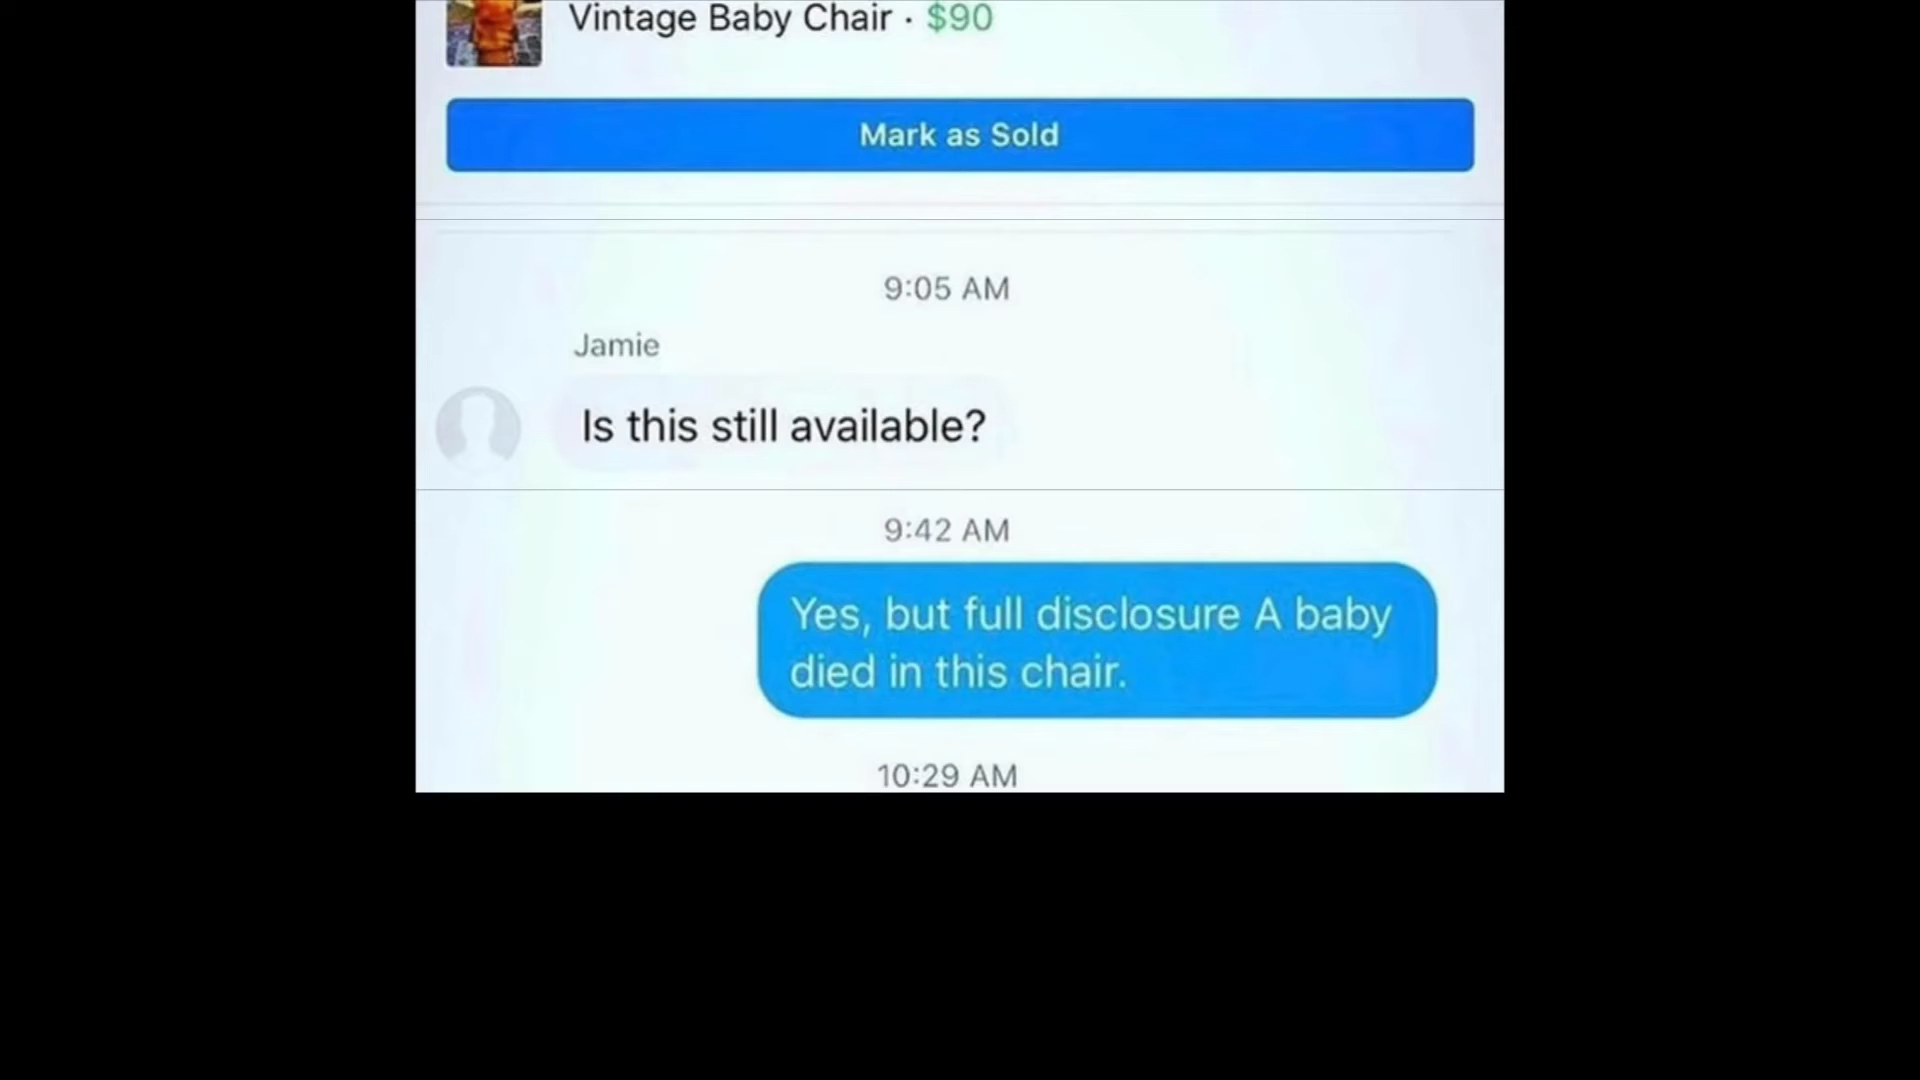 Vintage Baby Chair · $90
Mark as Sold
9:05 AM
Jamie
Is this still available?
9:42 AM
Yes, but full disclosure A baby
died in this chair.
10:29 AM